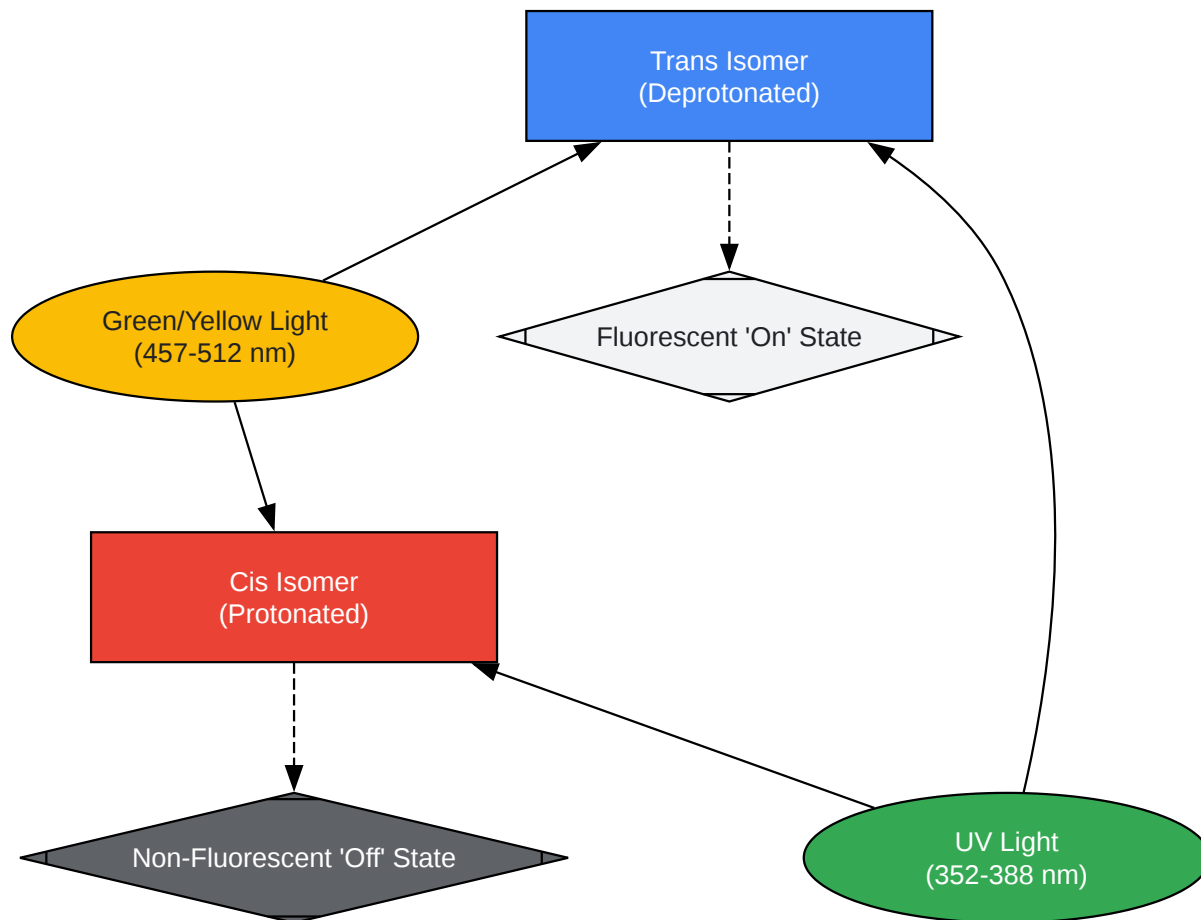 Trans Isomer
(Deprotonated)
Green/Yellow Light
(457-512 nm)
Fluorescent 'On' State
Cis Isomer
(Protonated)
Non-Fluorescent 'Off' State
UV Light
(352-388 nm)